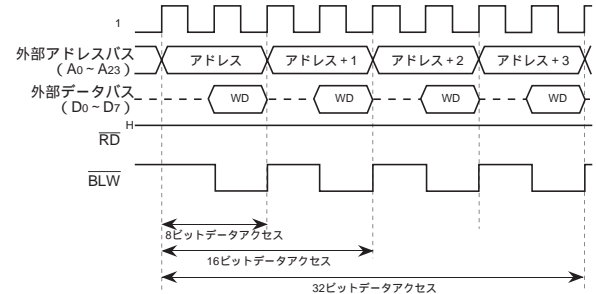 1
外部アドレスバス
(A0~A23)
アドレス
アドレス+1
アドレス+2
アドレス+3
外部データバス
(D0~D7)
WD
WD
WD
WD
H
RD
BLW
8ビットデータアクセス
16ビットデータアクセス
32ビットデータアクセス